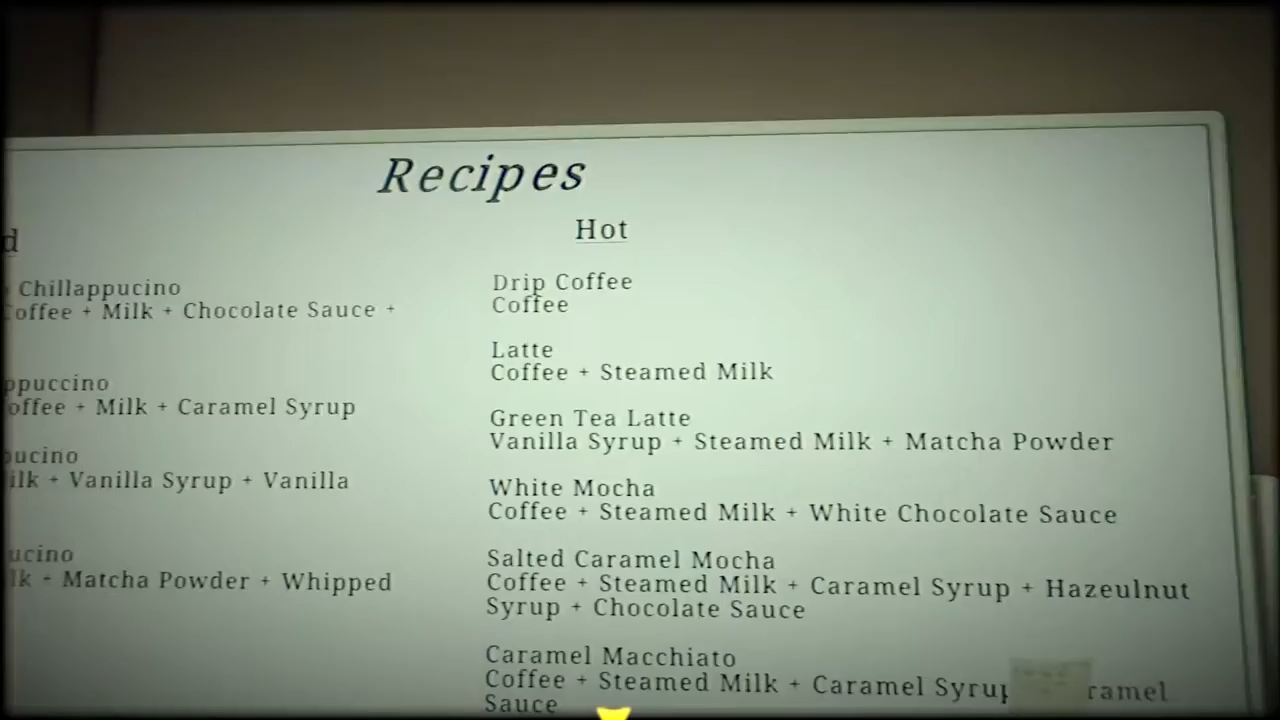 Recipes
Hot
Chillappucino
Coffee + Milk + Chocolate Sauce +
ppuccino
offee + Milk + Caramel Syrup
pucino
ilk + Vanilla Syrup + Vanilla
ucino
lk + Matcha Powder + Whipped
Drip Coffee
Coffee
Latte
Coffee + Steamed Milk
Green Tea Latte
Vanilla Syrup + Steamed Milk + Matcha Powder
White Mocha
Coffee + Steamed Milk + White Chocolate Sauce
Salted Caramel Mocha
Coffee + Steamed Milk + Caramel Syrup + Hazeulnut
Syrup + Chocolate Sauce
Caramel Macchiato
Coffee + Steamed Milk + Caramel Syrup ramel
Sauce